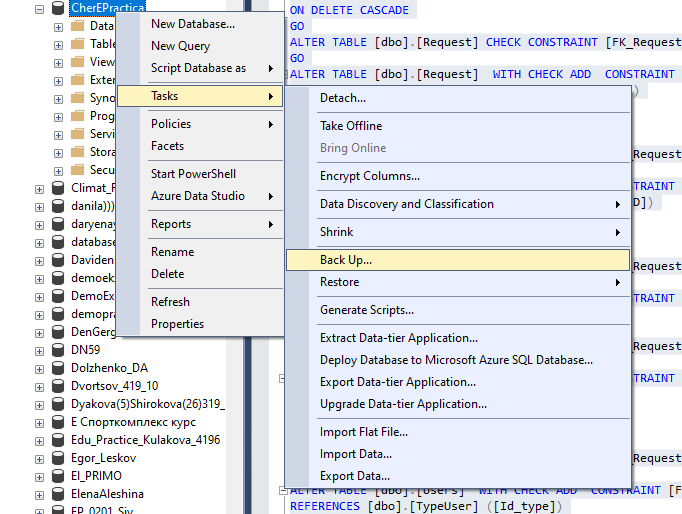 CherEPractica
Data
Table
View
Exter
Syno
Prog
Servi
Stora
Secu
Climat_F
danila)))
daryenay
database
Daviden
demoek
DemoEx
demopra
DenGerg
DN59
Dolzhenko_DA
Dvortsov_419_10
Dyakova(5)Shirokova(26)319_
E Спорткомплекс курс
Edu_Practice_Kulakova_4196
Egor_Leskov
EI_PRIMO
ElenaAleshina
EP_0201_Siv
New Database...
New Query
Script Database as
Tasks
Policies
Facets
Start PowerShell
Azure Data Studio
Reports
Rename
Delete
Refresh
Properties
Detach...
Take Offline
Bring Online
Encrypt Columns...
Data Discovery and Classification
Shrink
Back Up...
Restore
Generate Scripts...
Extract Data-tier Application...
Deploy Database to Microsoft Azure SQL Database...
Export Data-tier Application...
Upgrade Data-tier Application...
Import Flat File...
Import Data...
Export Data...
ON DELETE CASCADE
GO
ALTER TABLE [dbo].[Request] CHECK CONSTRAINT [FK_Request
GO
ALTER TABLE [dbo].[Request]  WITH CHECK ADD  CONSTRAINT
)
_Request
TRAINT
D])
_Request
TRAINT
_Request
TRAINT
_Request
ALTER TABLE [dbo].[Users]  WITH CHECK ADD  CONSTRAINT [F
REFERENCES [dbo].[TypeUser] ([Id_type])